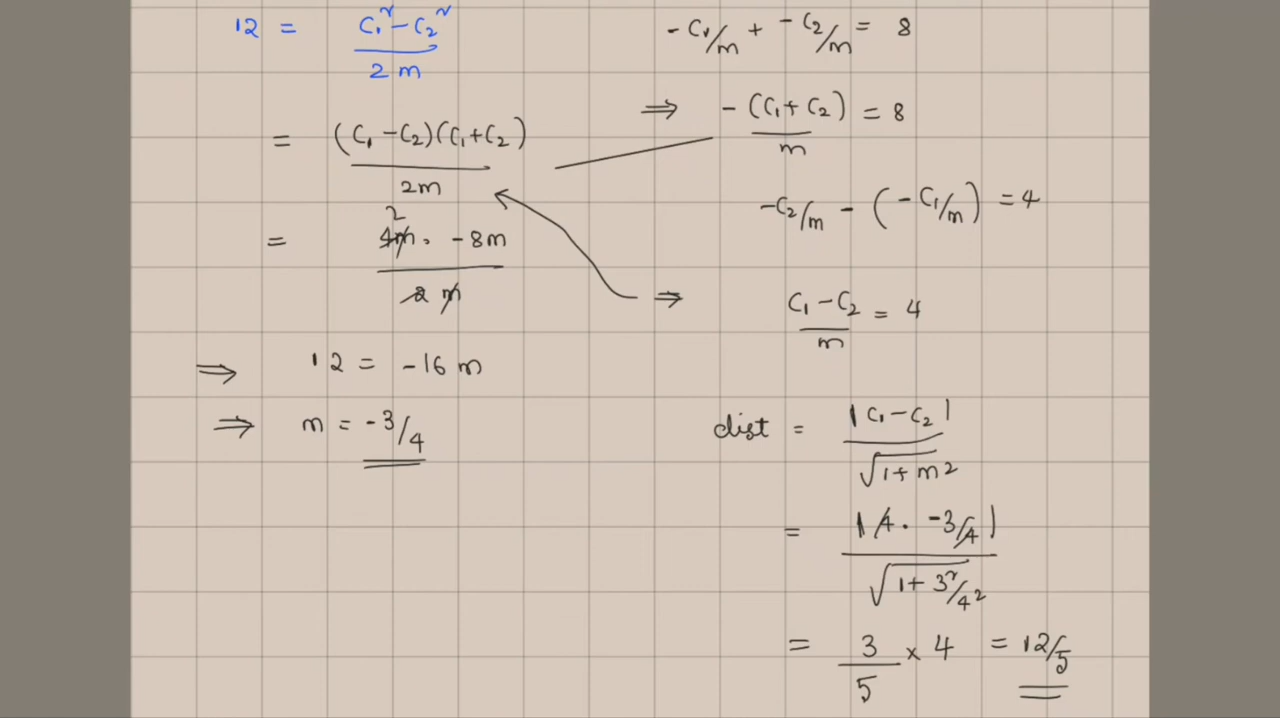 12 = C₁² - C₂² / 2m
= (C₁ - C₂)(C₁ + C₂) / 2m
= 4m · -8m / 2m
2
⇒ 12 = -16 m
⇒ m = -3/4
-C₁/m + -C₂/m = 8
⇒ -(C₁ + C₂) / m = 8
-C₂/m - (-C₁/m) = 4
⇒ C₁ - C₂ / m = 4
dist = |C₁ - C₂| / √1 + m²
= |4 · -3/4| / √1 + 3²/4²
= 3/5 × 4 = 12/5